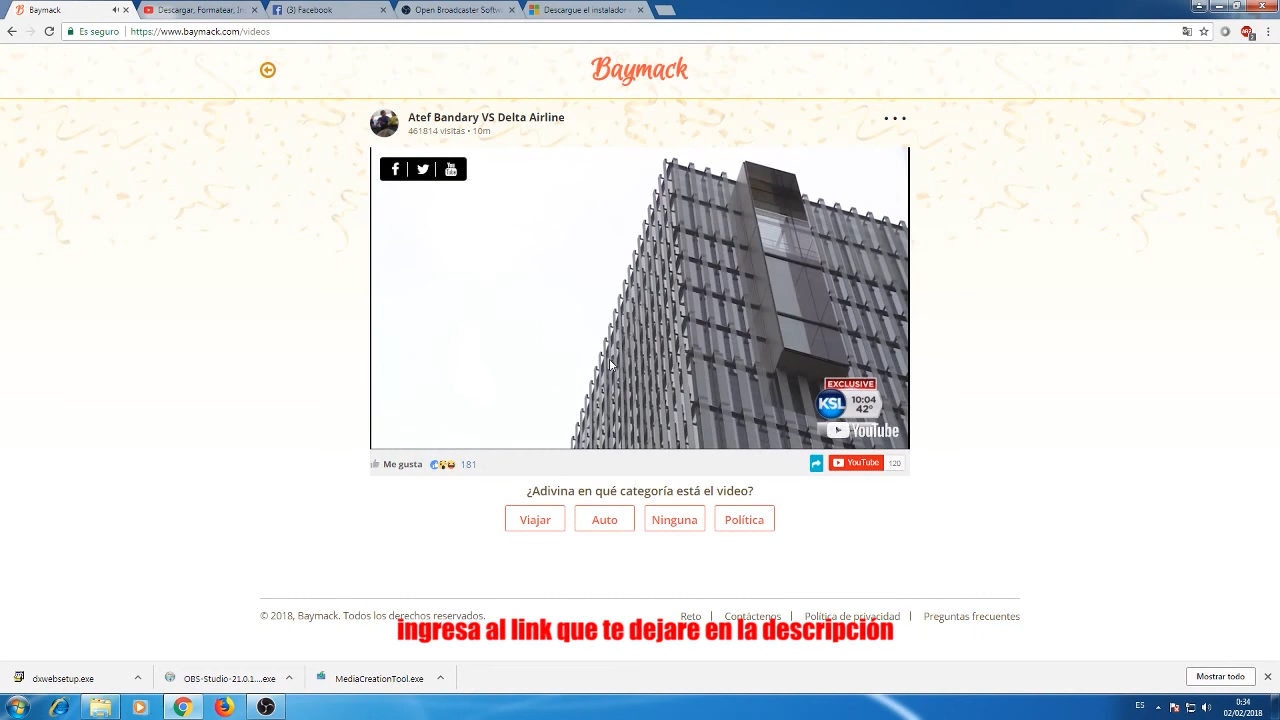 Baymack
Descargar, Formatear, In
(3) Facebook
Open Broadcaster Softw
Descargue el instalador
Es seguro
https://www.baymack.com/videos
Baymack
Atef Bandary VS Delta Airline
461814 visitas • 10m
f
You
EXCLUSIVE
KSL
10:04
42°
YouTube
Me gusta
181
YouTube
120
¿Adivina en qué categoría está el video?
Viajar
Auto
Ninguna
Política
© 2018, Baymack. Todos los derechos reservados.
Reto
Contáctenos
Política de privacidad
Preguntas frecuentes
ingresa al link que te dejare en la descripción
dxwebsetup.exe
OBS-Studio-21.0.1....exe
MediaCreationTool.exe
Mostrar todo
ES
0:34
02/02/2018